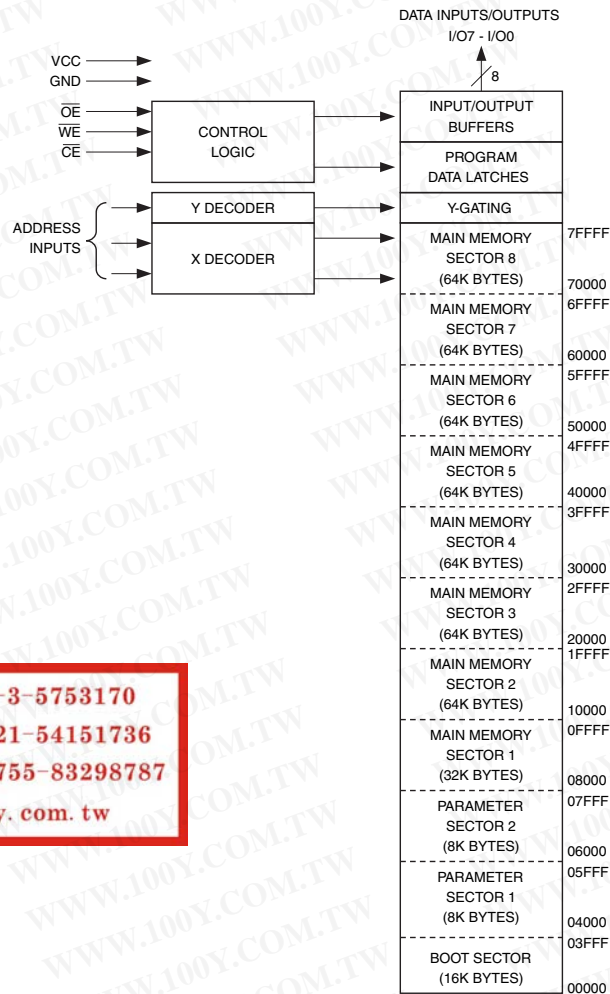 DATA INPUTS/OUTPUTS
I/O7 - I/O0
8
VCC
GND
OE
WE
CE
CONTROL
LOGIC
INPUT/OUTPUT
BUFFERS
PROGRAM
DATA LATCHES
ADDRESS
INPUTS
Y DECODER
X DECODER
Y-GATING
MAIN MEMORY
SECTOR 8
(64K BYTES)
7FFFF
70000
MAIN MEMORY
SECTOR 7
(64K BYTES)
6FFFF
60000
MAIN MEMORY
SECTOR 6
(64K BYTES)
5FFFF
50000
MAIN MEMORY
SECTOR 5
(64K BYTES)
4FFFF
40000
MAIN MEMORY
SECTOR 4
(64K BYTES)
3FFFF
30000
MAIN MEMORY
SECTOR 3
(64K BYTES)
2FFFF
20000
MAIN MEMORY
SECTOR 2
(64K BYTES)
1FFFF
10000
MAIN MEMORY
SECTOR 1
(32K BYTES)
0FFFF
08000
PARAMETER
SECTOR 2
(8K BYTES)
07FFF
06000
PARAMETER
SECTOR 1
(8K BYTES)
05FFF
04000
BOOT SECTOR
(16K BYTES)
03FFF
00000
-3-5753170
21-54151736
755-83298787
y. com. tw
WWW.100Y.COM.TW